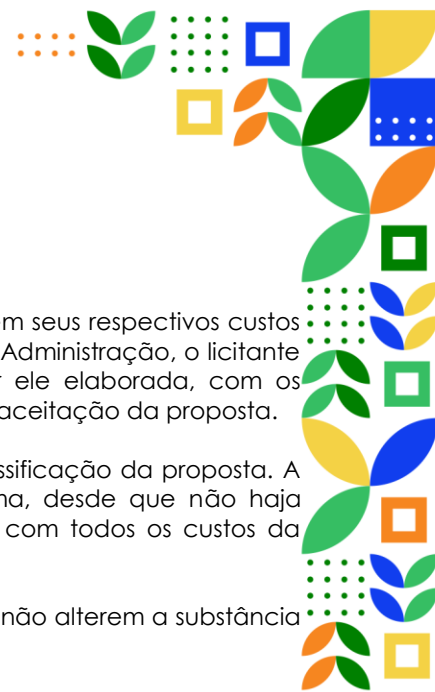 m seus respectivos custos
Administração, o licitante
ele elaborada, com os
aceitação da proposta.
ssificação da proposta. A
na, desde que não haja
com todos os custos da
não alterem a substância